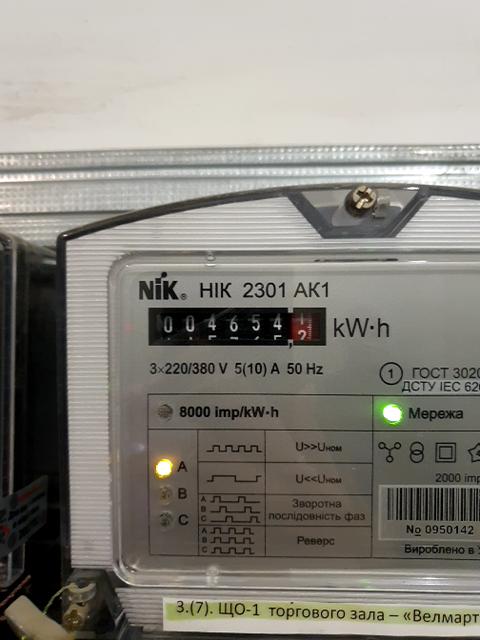 NiK® НІК 2301 АК1
004654 kW·h
3×220/380 V 5(10) A 50 Hz
1 ГОСТ 3020
ДСТУ IEC 62
8000 imp/kW·h
Мережа
A
U>>Uном
B
U<<Uном
C
A
B
C
Зворотна
послідовність фаз
A
B
C
Реверс
2000 imp
№ 0950142
Вироблено в У
3.(7). ЩО-1 торгового зала – «Велмарт